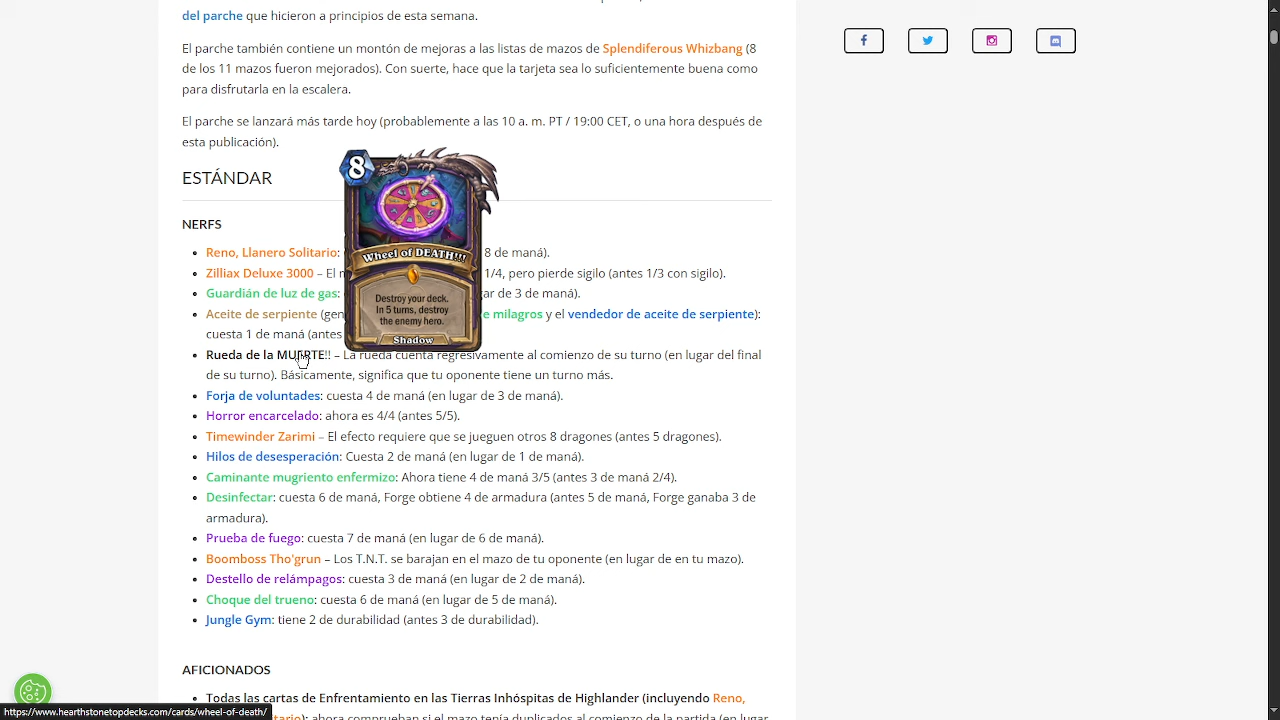 del parche que hicieron a principios de esta semana.
El parche también contiene un montón de mejoras a las listas de mazos de Splendiferous Whizbang (8
de los 11 mazos fueron mejorados). Con suerte, hace que la tarjeta sea lo suficientemente buena como
para disfrutarla en la escalera.
El parche se lanzará más tarde hoy (probablemente a las 10 a. m. PT / 19:00 CET, o una hora después de
esta publicación).
ESTÁNDAR
NERFS
Reno, Llanero Solitario: 8 de maná).
Zilliax Deluxe 3000 – El 1/4, pero pierde sigilo (antes 1/3 con sigilo).
Guardián de luz de gas: de 3 de maná).
Aceite de serpiente milagros y el vendedor de aceite de serpiente):
cuesta 1 de maná (antes
Rueda de la MUERTE!! – La rueda cuenta regresivamente al comienzo de su turno (en lugar del final
de su turno). Básicamente, significa que tu oponente tiene un turno más.
Forja de voluntades: cuesta 4 de maná (en lugar de 3 de maná).
Horror encarcelado: ahora es 4/4 (antes 5/5).
Timewinder Zarimi – El efecto requiere que se jueguen otros 8 dragones (antes 5 dragones).
Hilos de desesperación: Cuesta 2 de maná (en lugar de 1 de maná).
Caminante mugriento enfermizo: Ahora tiene 4 de maná 3/5 (antes 3 de maná 2/4).
Desinfectar: cuesta 6 de maná, Forge obtiene 4 de armadura (antes 5 de maná, Forge ganaba 3 de
armadura).
Prueba de fuego: cuesta 7 de maná (en lugar de 6 de maná).
Boomboss Tho'grun – Los T.N.T. se barajan en el mazo de tu oponente (en lugar de en tu mazo).
Destello de relámpagos: cuesta 3 de maná (en lugar de 2 de maná).
Choque del trueno: cuesta 6 de maná (en lugar de 5 de maná).
Jungle Gym: tiene 2 de durabilidad (antes 3 de durabilidad).
AFICIONADOS
Todas las cartas de Enfrentamiento en las Tierras Inhóspitas de Highlander (incluyendo Reno,
ahora comprueban si el mazo tenía duplicados al comienzo de la partida (en lugar
8
Wheel of DEATH!!!
Destroy your deck.
In 5 turns, destroy
the enemy hero.
Shadow
https://www.hearthstonetopdecks.com/cards/wheel-of-death/